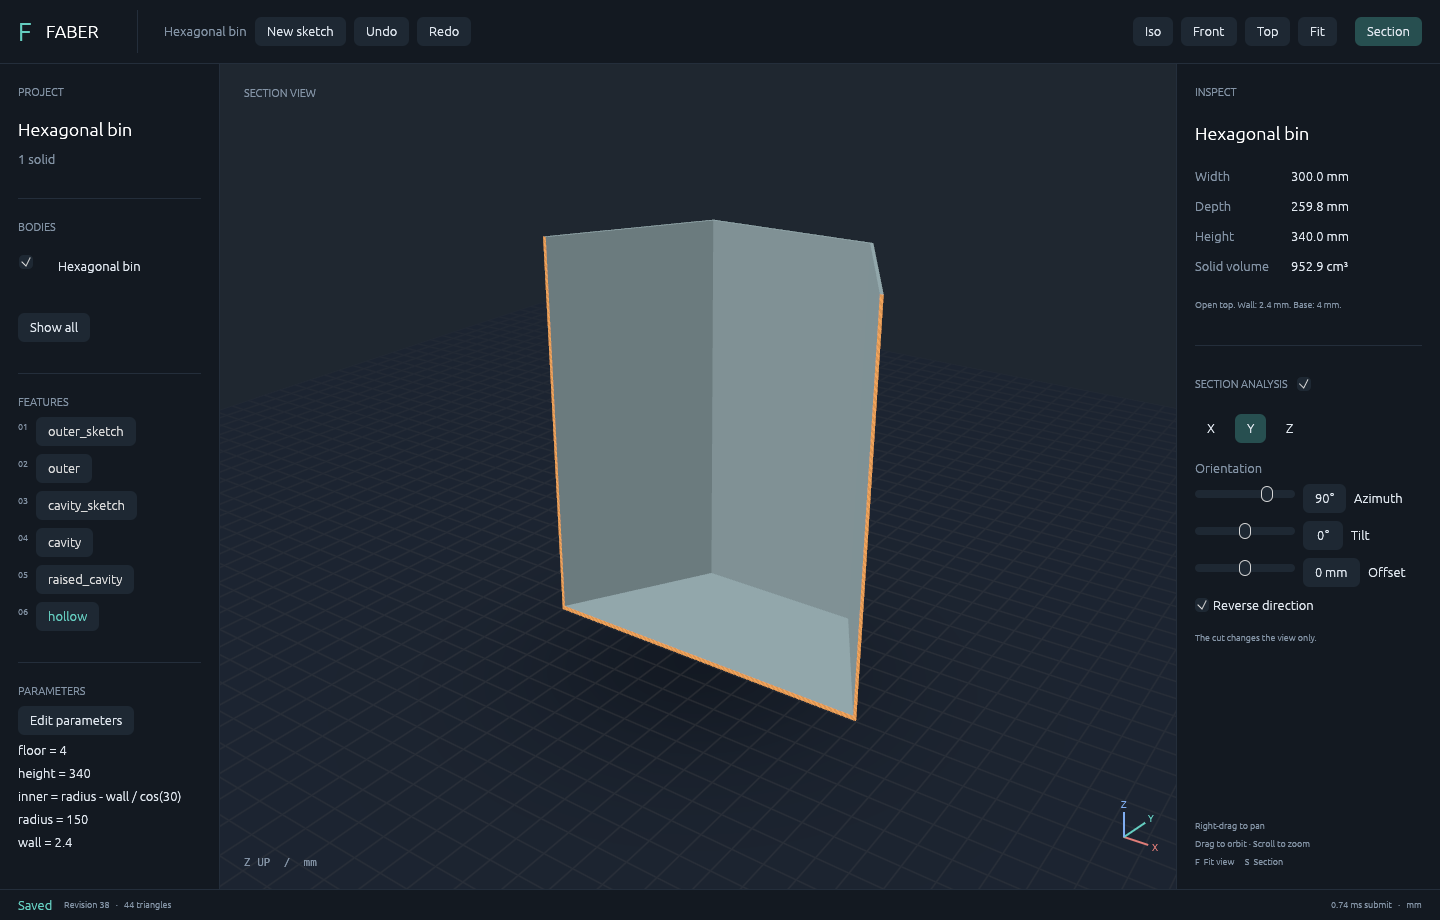 F FABER
Hexagonal bin New sketch Undo Redo
Iso Front Top Fit Section
PROJECT
Hexagonal bin
1 solid
BODIES
Hexagonal bin
Show all
FEATURES
01 outer_sketch
02 outer
03 cavity_sketch
04 cavity
05 raised_cavity
06 hollow
PARAMETERS
Edit parameters
floor = 4
height = 340
inner = radius - wall / cos(30)
radius = 150
wall = 2.4
SECTION VIEW
Z
Y
X
Z UP / mm
INSPECT
Hexagonal bin
Width 300.0 mm
Depth 259.8 mm
Height 340.0 mm
Solid volume 952.9 cm³
Open top. Wall: 2.4 mm. Base: 4 mm.
SECTION ANALYSIS
X Y Z
Orientation
90° Azimuth
0° Tilt
0 mm Offset
Reverse direction
The cut changes the view only.
Right-drag to pan
Drag to orbit · Scroll to zoom
F Fit view S Section
Saved Revision 38 · 44 triangles
0.74 ms submit · mm